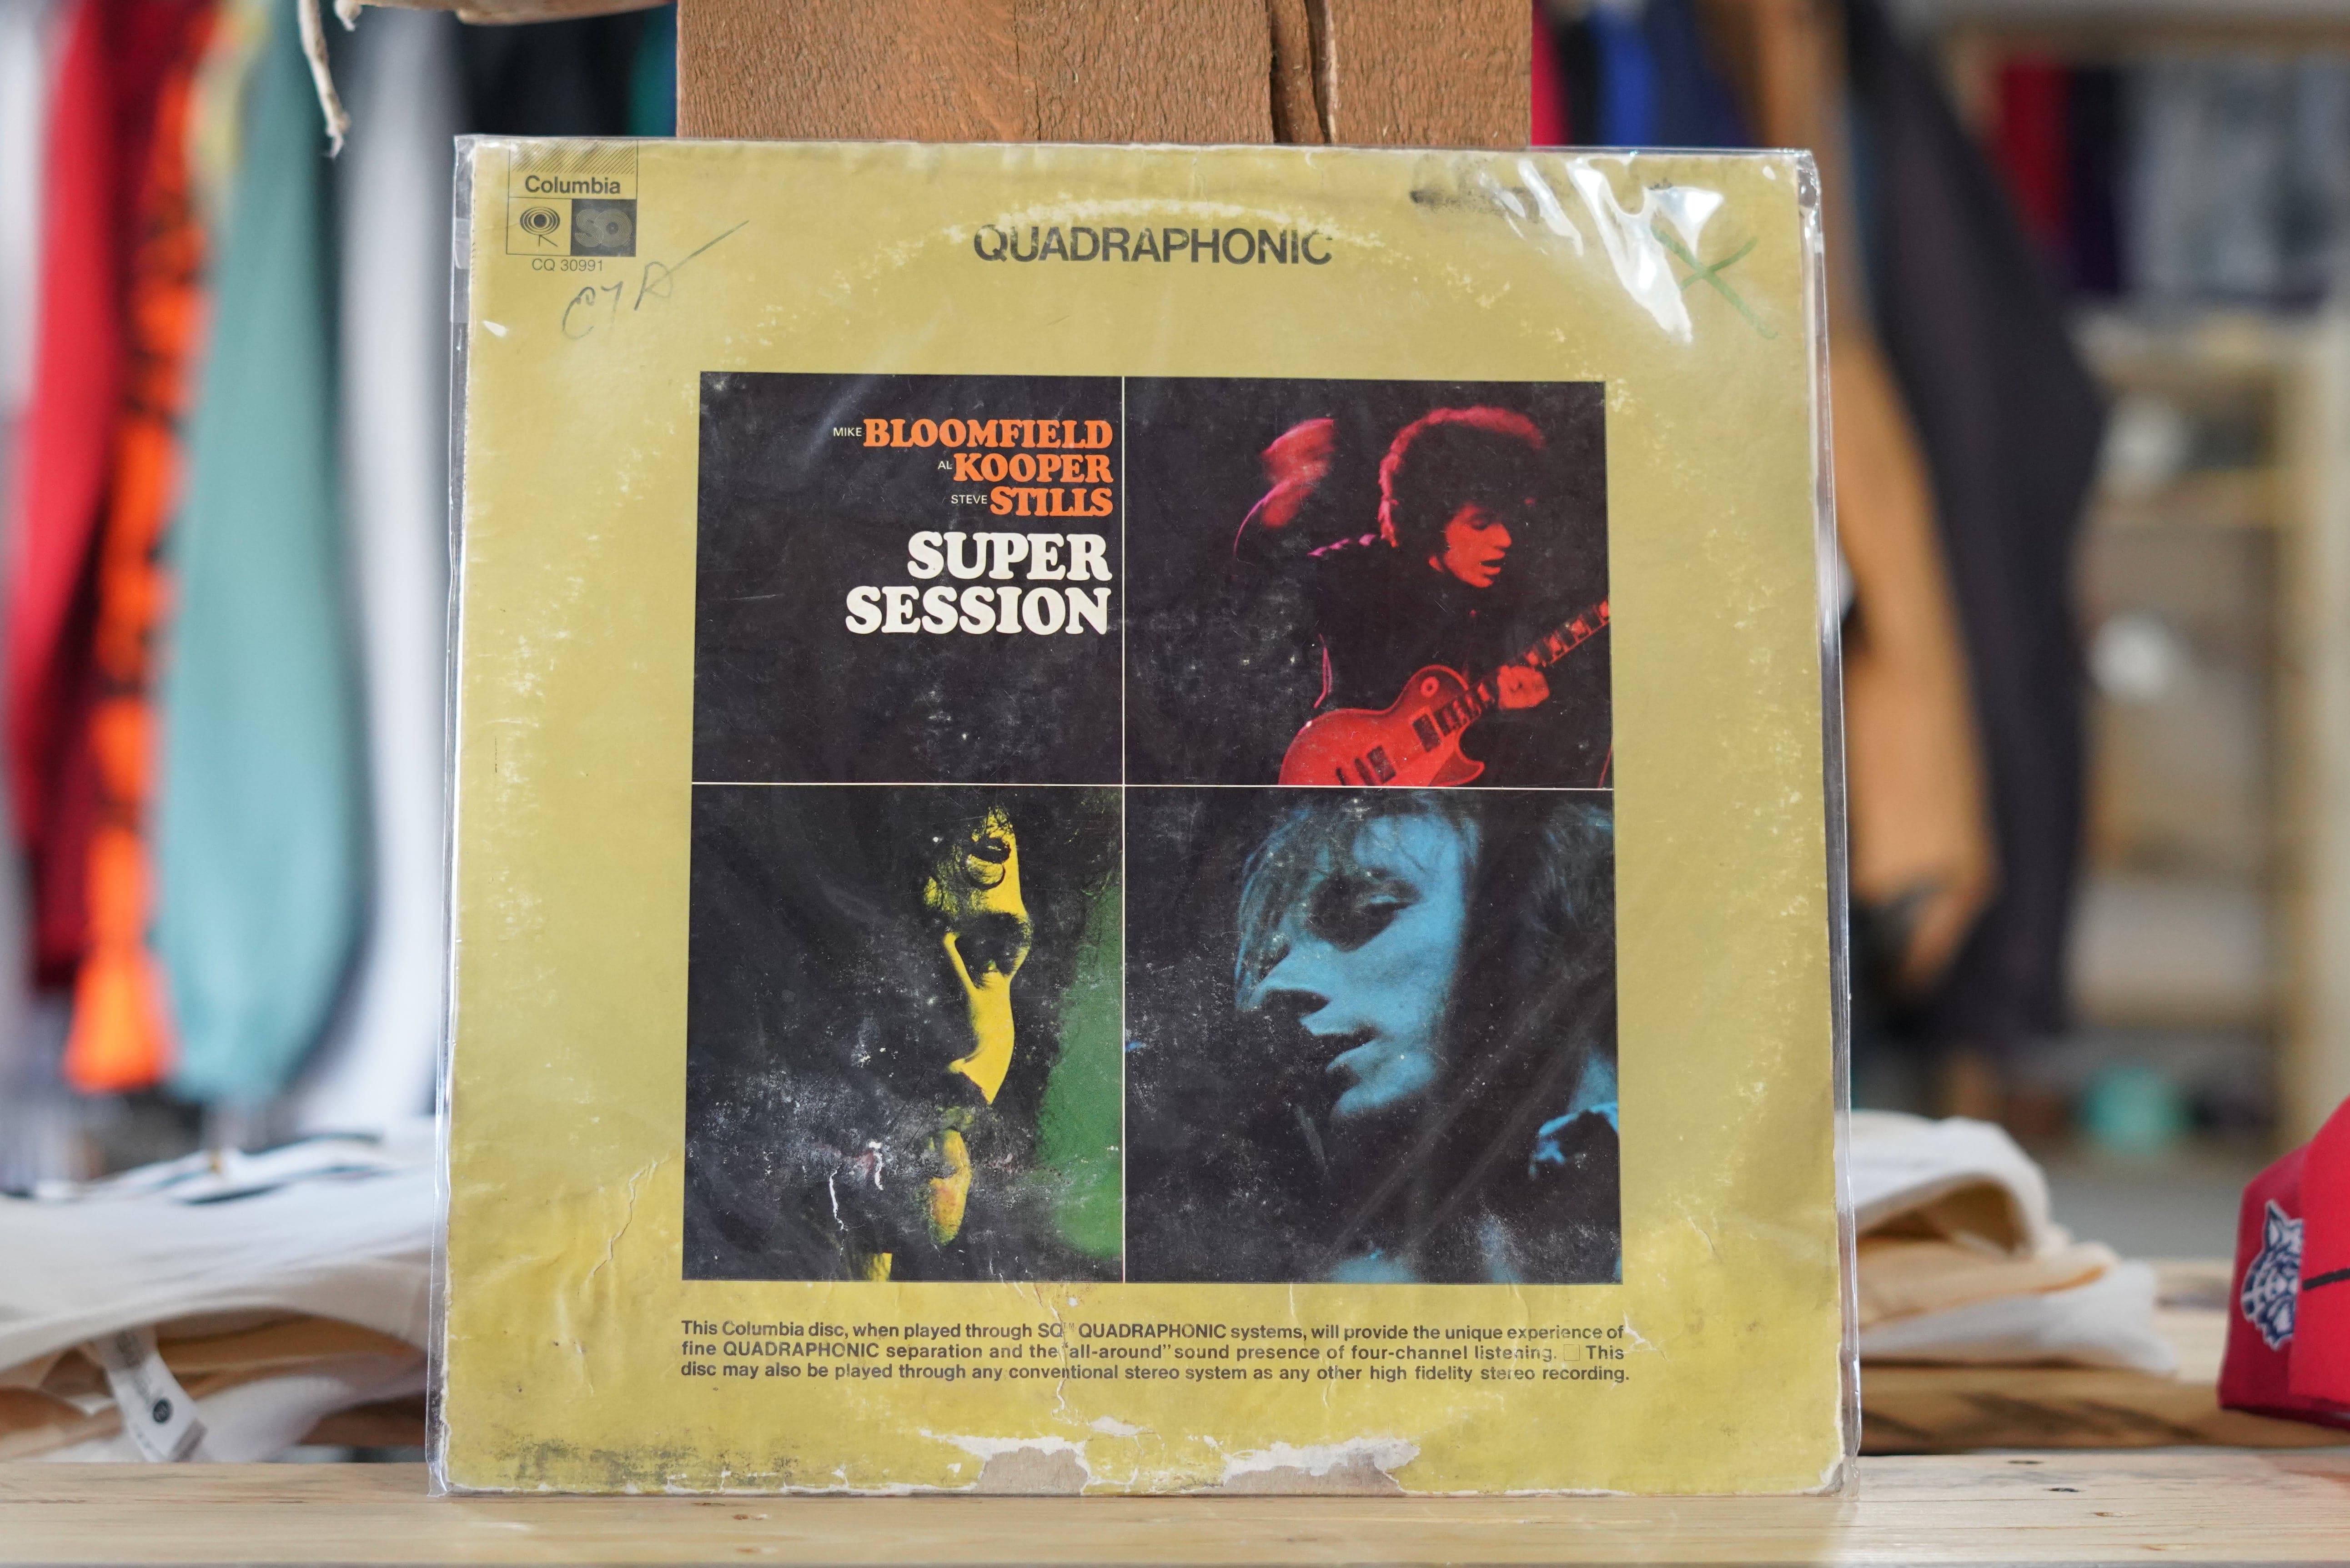 Columbia
SQ
CQ 30991
QUADRAPHONIC
MIKE BLOOMFIELD
AL KOOPER
STEVE STILLS
SUPER
SESSION
This Columbia disc, when played through SQ™ QUADRAPHONIC systems, will provide the unique experience of
fine QUADRAPHONIC separation and the "all-around" sound presence of four-channel listening. □ This
disc may also be played through any conventional stereo system as any other high fidelity stereo recording.